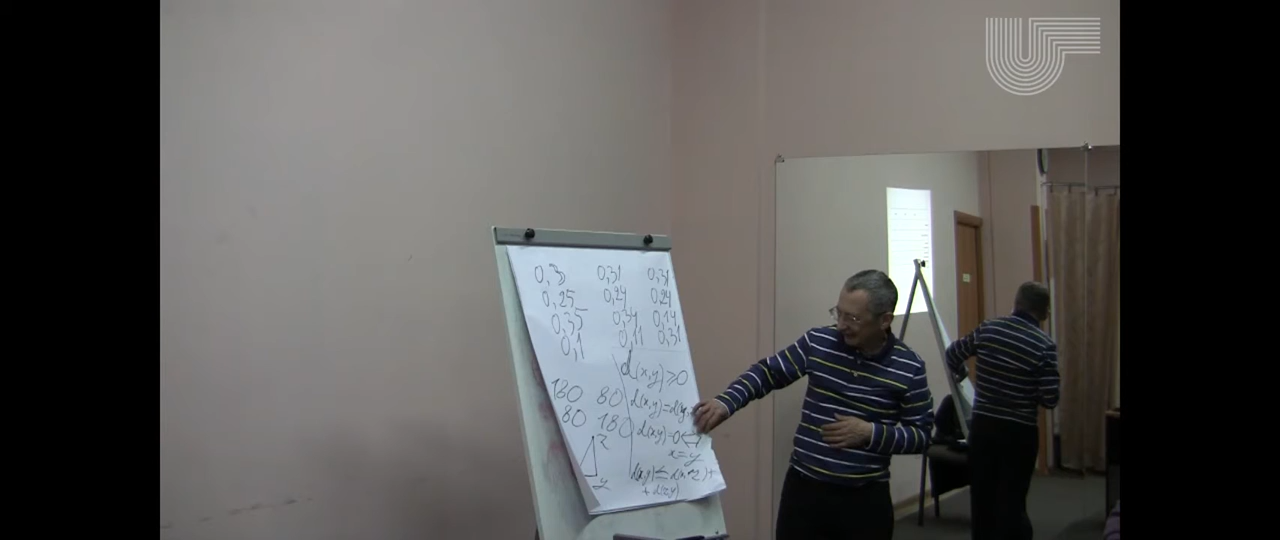 0,3 0,31 0,31
0,25 0,24 0,24
0,35 0,34 0,14
0,1 0,11 0,31
180 80
80 180
d(x,y)⩾0
d(x,y)=d(y,
d(x,y)=0⇔
x=y
z
d(x,y)≤d(x,z)+
y
+d(z,y)